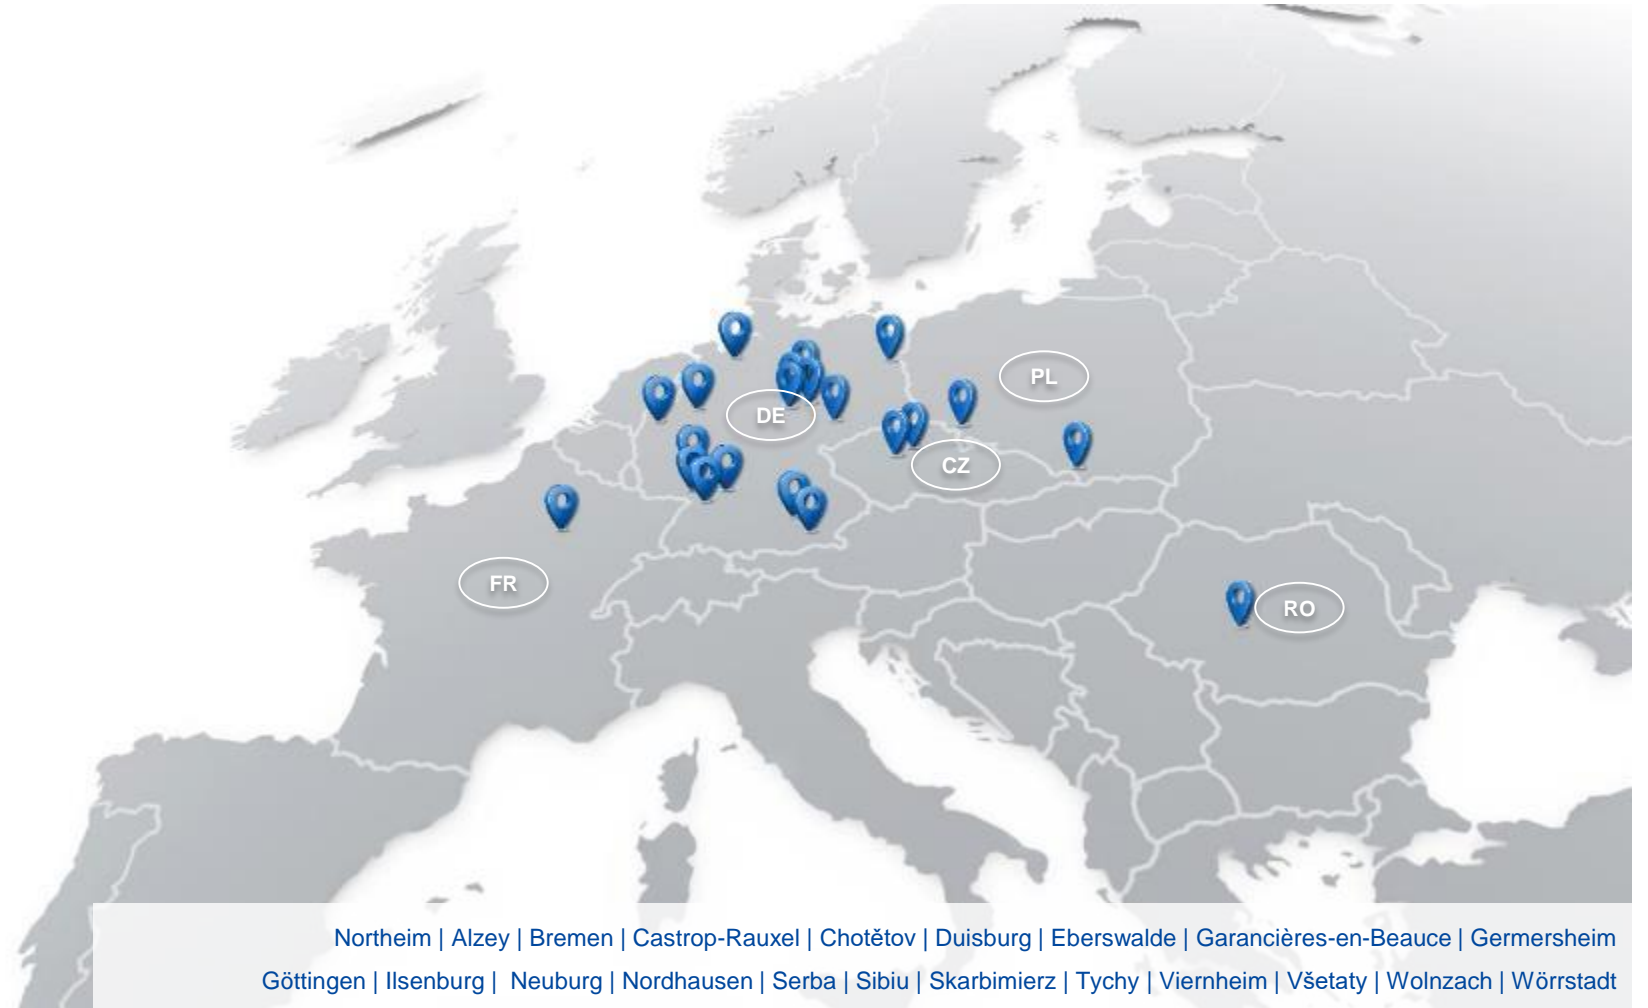 PL
DE
CZ
FR
RO
Northeim | Alzey | Bremen | Castrop-Rauxel | Chotětov | Duisburg | Eberswalde | Garancières-en-Beauce | Germersheim
Göttingen | Ilsenburg | Neuburg | Nordhausen | Serba | Sibiu | Skarbimierz | Tychy | Viernheim | Všetaty | Wolnzach | Wörrstadt